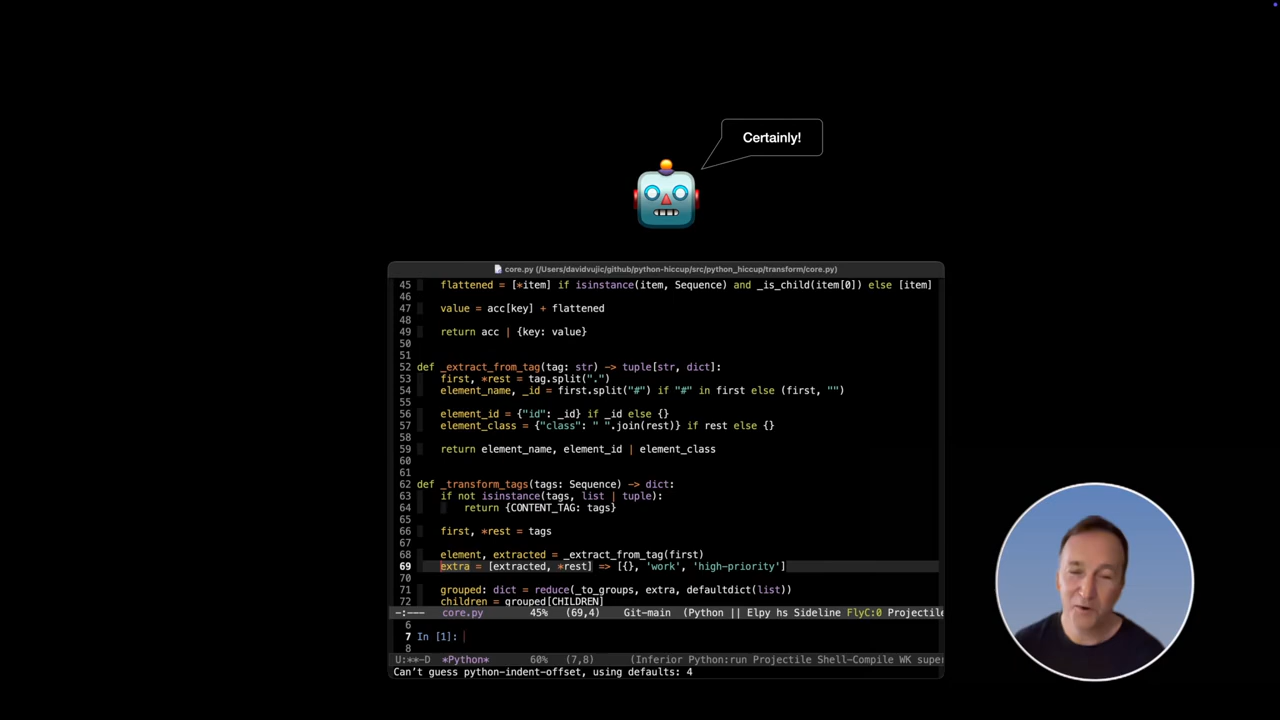 Certainly!
core.py (/Users/davidvujic/github/python-hiccup/src/python_hiccup/transform/core.py)
45 flattened = [*item] if isinstance(item, Sequence) and _is_child(item[0]) else [item]
46
47 value = acc[key] + flattened
48
49 return acc | {key: value}
50
51
52 def _extract_from_tag(tag: str) -> tuple[str, dict]:
53 first, *rest = tag.split(".")
54 element_name, _id = first.split("#") if "#" in first else (first, "")
55
56 element_id = {"id": _id} if _id else {}
57 element_class = {"class": " ".join(rest)} if rest else {}
58
59 return element_name, element_id | element_class
60
61
62 def _transform_tags(tags: Sequence) -> dict:
63 if not isinstance(tags, list | tuple):
64 return {CONTENT_TAG: tags}
65
66 first, *rest = tags
67
68 element, extracted = _extract_from_tag(first)
69 extra = [extracted, *rest] => [{}, 'work', 'high-priority']
70
71 grouped: dict = reduce(_to_groups, extra, defaultdict(list))
72 children = grouped[CHILDREN]
-:--- core.py 45% (69,4) Git-main (Python || Elpy hs Sideline FlyC:0 Projectile
6
7 In [1]:
8
U:**-D *Python* 60% (7,8) (Inferior Python:run Projectile Shell-Compile WK super
Can't guess python-indent-offset, using defaults: 4